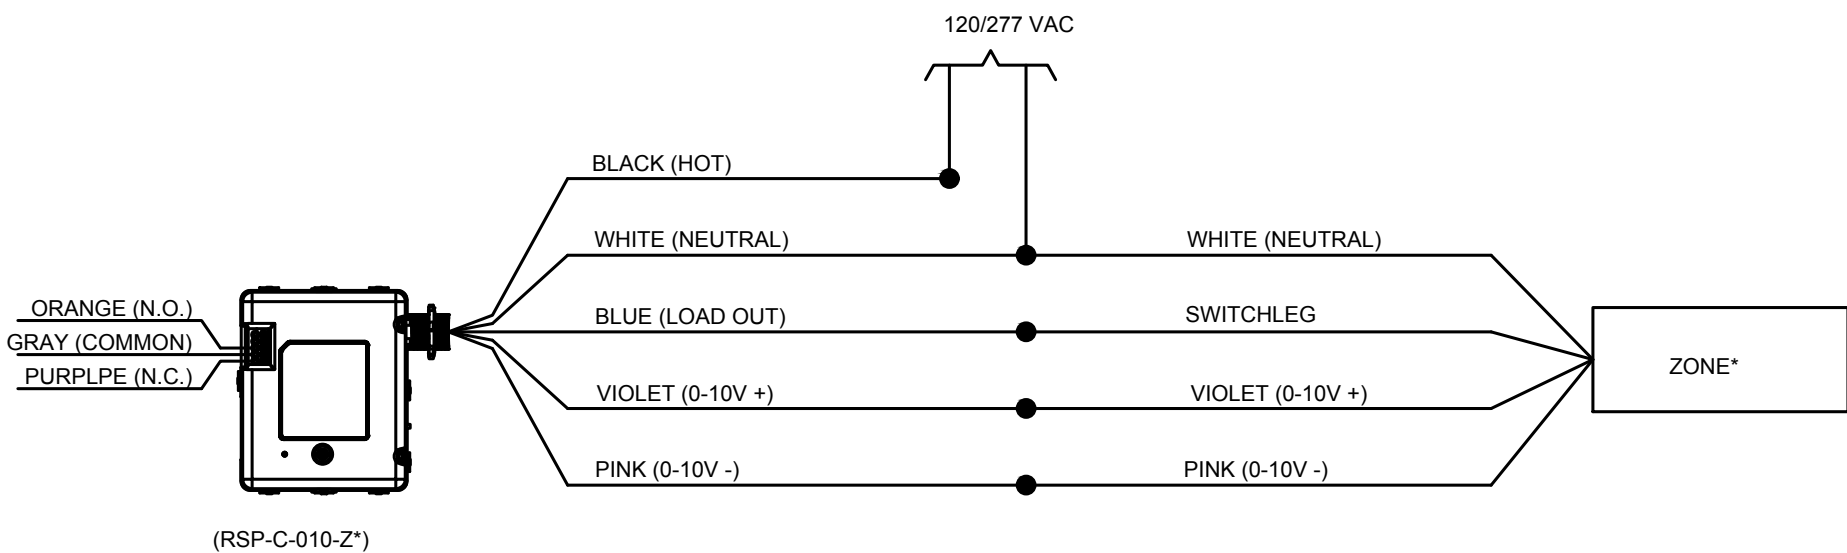 120/277 VAC
BLACK (HOT)
WHITE (NEUTRAL)
WHITE (NEUTRAL)
ORANGE (N.O.)
BLUE (LOAD OUT)
SWITCHLEG
GRAY (COMMON)
ZONE*
PURPLPE (N.C.)
VIOLET (0-10V +)
VIOLET (0-10V +)
PINK (0-10V -)
PINK (0-10V -)
(RSP-C-010-Z*)